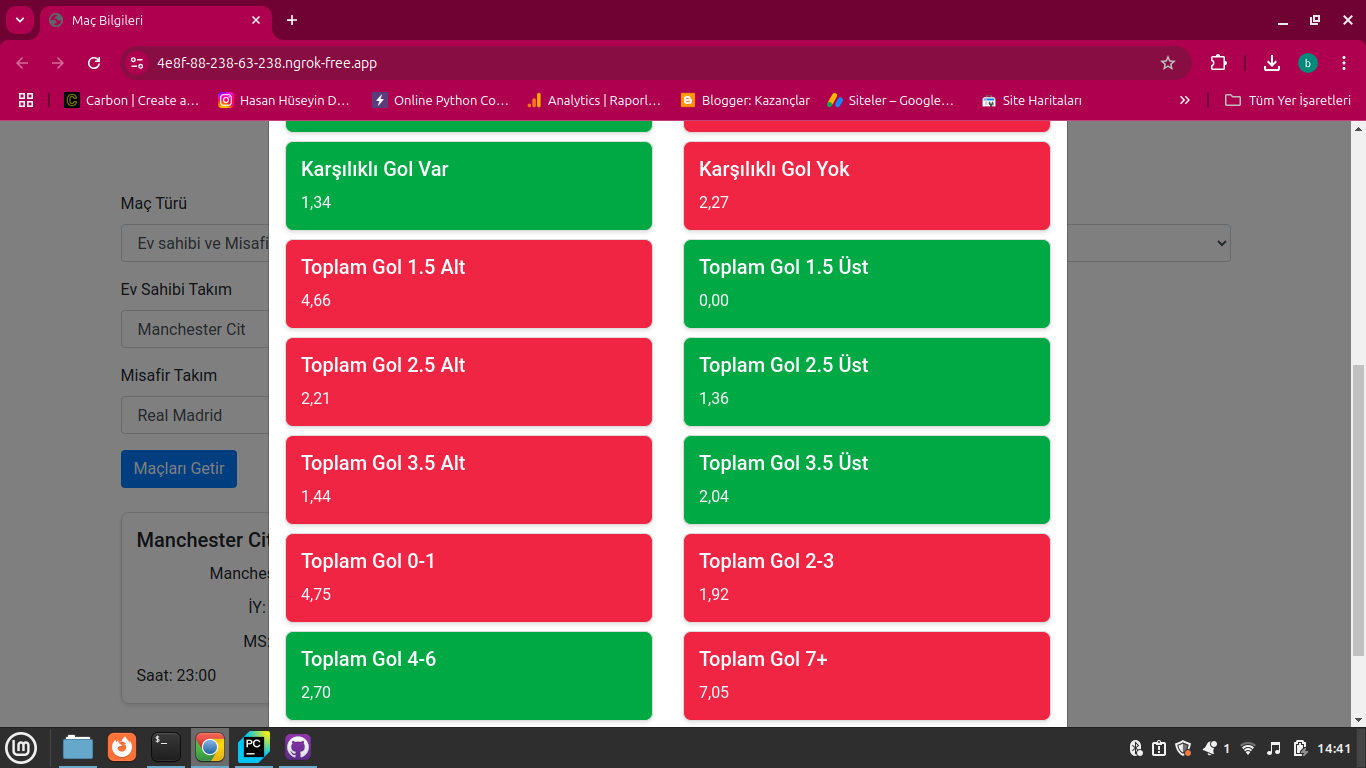 Maç Bilgileri
4e8f-88-238-63-238.ngrok-free.app
b
Carbon | Create a...
Hasan Hüseyin D...
Online Python Co...
Analytics | Raporl...
Blogger: Kazançlar
Siteler – Google...
Site Haritaları
Tüm Yer İşaretleri
Maç Türü
Ev sahibi ve Misafi
Ev Sahibi Takım
Manchester Cit
Misafir Takım
Real Madrid
Maçları Getir
Manchester Cit
Manches
İY:
MS:
Saat: 23:00
Karşılıklı Gol Var
1,34
Karşılıklı Gol Yok
2,27
Toplam Gol 1.5 Alt
4,66
Toplam Gol 1.5 Üst
0,00
Toplam Gol 2.5 Alt
2,21
Toplam Gol 2.5 Üst
1,36
Toplam Gol 3.5 Alt
1,44
Toplam Gol 3.5 Üst
2,04
Toplam Gol 0-1
4,75
Toplam Gol 2-3
1,92
Toplam Gol 4-6
2,70
Toplam Gol 7+
7,05
PC
1
14:41